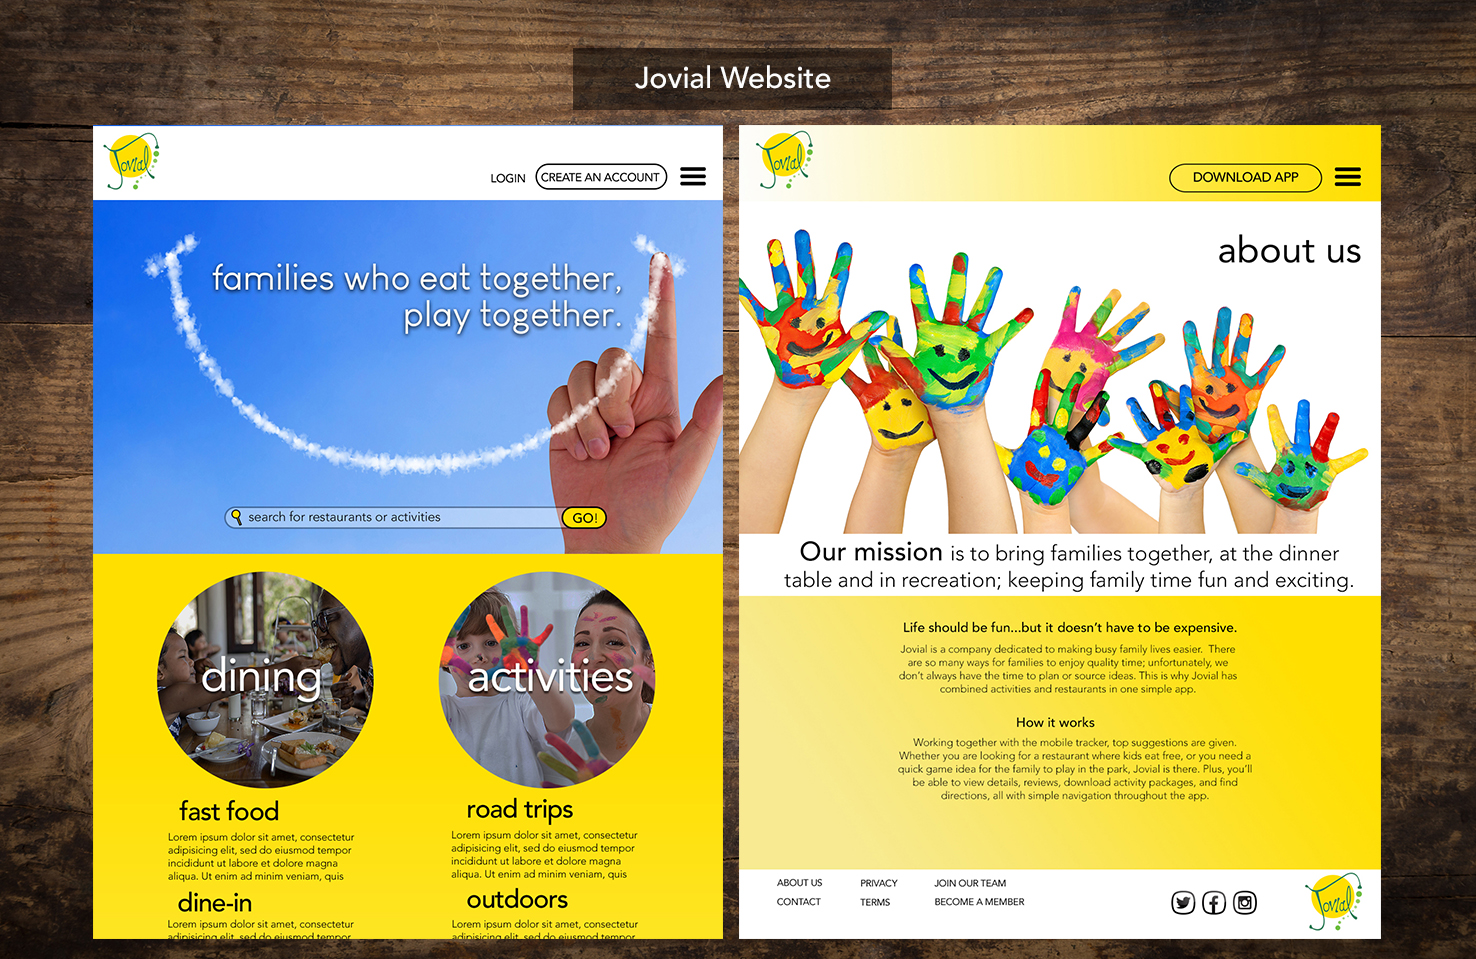 Jovial Website
Jovial
LOGIN
CREATE AN ACCOUNT
families who eat together,
play together.
search for restaurants or activities
GO!
dining
activities
fast food
Lorem ipsum dolor sit amet, consectetur
adipisicing elit, sed do eiusmod tempor
incididunt ut labore et dolore magna
aliqua. Ut enim ad minim veniam, quis
dine-in
Lorem ipsum dolor sit amet, consectetur
adipisicing elit, sed do eiusmod tempor
road trips
Lorem ipsum dolor sit amet, consectetur
adipisicing elit, sed do eiusmod tempor
incididunt ut labore et dolore magna
aliqua. Ut enim ad minim veniam, quis
outdoors
Lorem ipsum dolor sit amet, consectetur
adipisicing elit, sed do eiusmod tempor
Jovial
DOWNLOAD APP
about us
Our mission is to bring families together, at the dinner
table and in recreation; keeping family time fun and exciting.
Life should be fun...but it doesn't have to be expensive.
Jovial is a company dedicated to making busy family lives easier. There
are so many ways for families to enjoy quality time; unfortunately, we
don't always have the time to plan or source ideas. This is why Jovial has
combined activities and restaurants in one simple app.
How it works
Working together with the mobile tracker, top suggestions are given.
Whether you are looking for a restaurant where kids eat free, or you need a
quick game idea for the family to play in the park, Jovial is there. Plus, you'll
be able to view details, reviews, download activity packages, and find
directions, all with simple navigation throughout the app.
ABOUT US
PRIVACY
JOIN OUR TEAM
CONTACT
TERMS
BECOME A MEMBER
Jovial